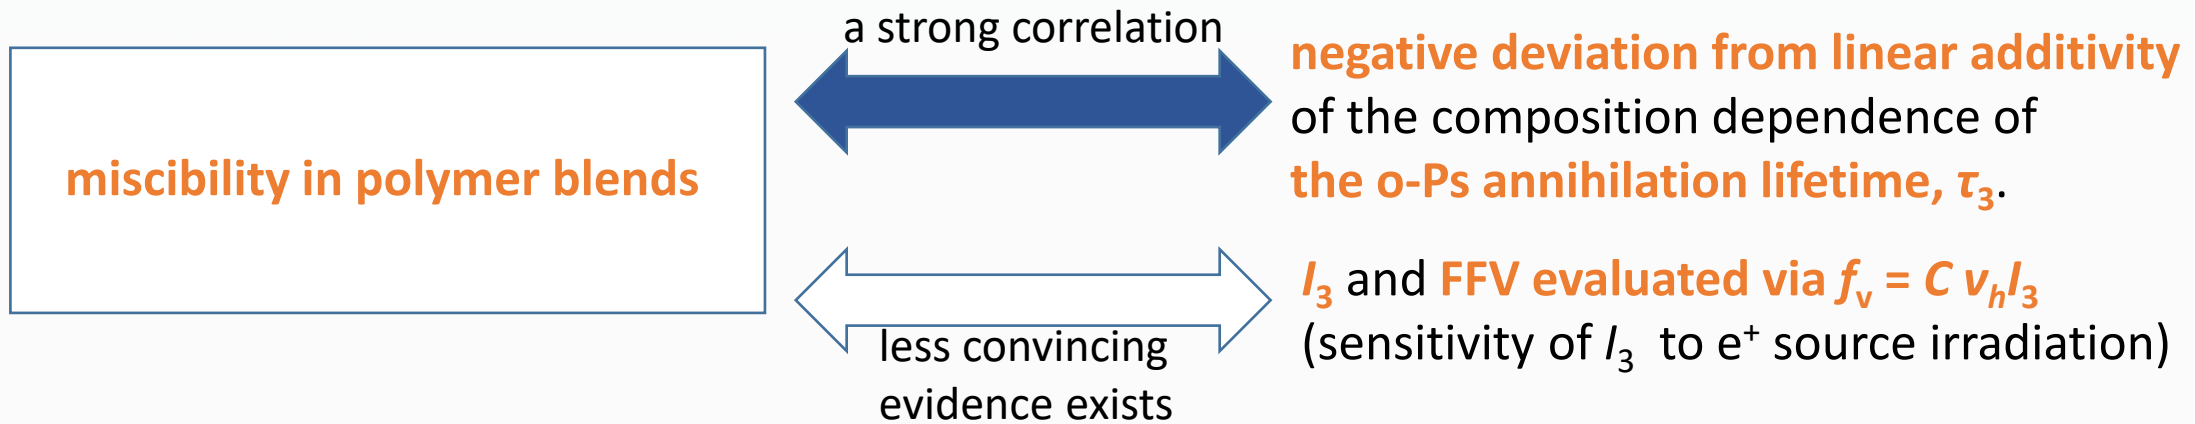 miscibility in polymer blends
a strong correlation
negative deviation from linear additivity
of the composition dependence of
the o-Ps annihilation lifetime, τ₃.
less convincing
evidence exists
I₃ and FFV evaluated via fᵥ = C vₕI₃
(sensitivity of I₃ to e⁺ source irradiation)